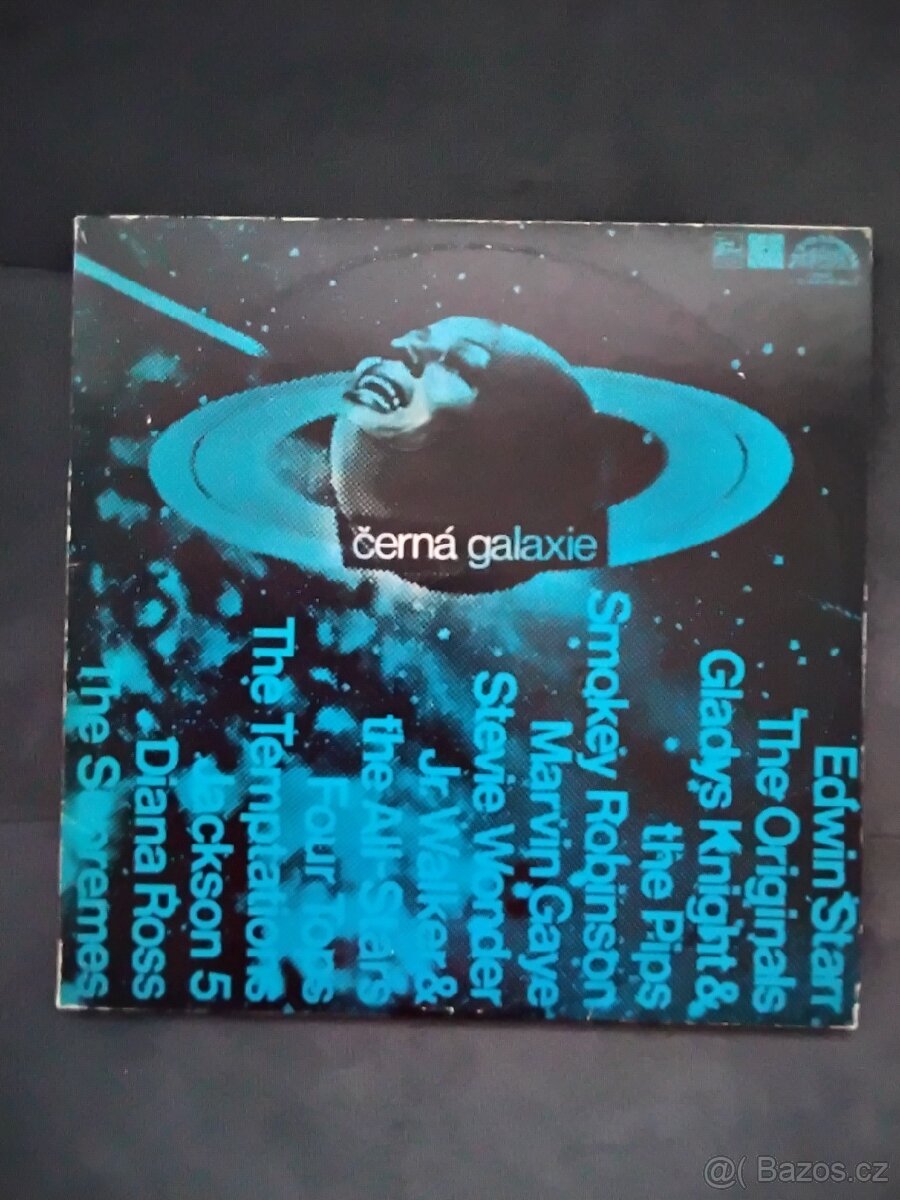 černá galaxie
Edwin Starr
The Originals
Gladys Knight &
the Pips
Smokey Robinson
Marvin Gaye
Stevie Wonder
Jr. Walker &
the All-Stars
Four Tops
The Temptations
Jackson 5
Diana Ross
The Supremes
@( Bazos.cz